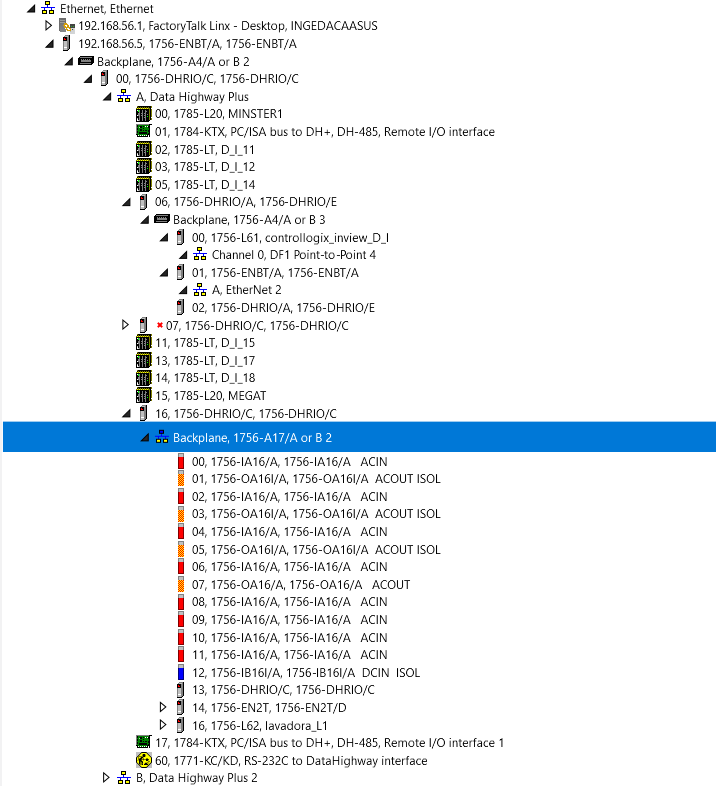 Ethernet, Ethernet
192.168.56.1, FactoryTalk Linx - Desktop, INGEDACAASUS
192.168.56.5, 1756-ENBT/A, 1756-ENBT/A
Backplane, 1756-A4/A or B 2
00, 1756-DHRIO/C, 1756-DHRIO/C
A, Data Highway Plus
00, 1785-L20, MINSTER1
01, 1784-KTX, PC/ISA bus to DH+, DH-485, Remote I/O interface
02, 1785-LT, D_I_11
03, 1785-LT, D_I_12
05, 1785-LT, D_I_14
06, 1756-DHRIO/A, 1756-DHRIO/E
Backplane, 1756-A4/A or B 3
00, 1756-L61, controllogix_inview_D_I
Channel 0, DF1 Point-to-Point 4
01, 1756-ENBT/A, 1756-ENBT/A
A, EtherNet 2
02, 1756-DHRIO/A, 1756-DHRIO/E
07, 1756-DHRIO/C, 1756-DHRIO/C
11, 1785-LT, D_I_15
13, 1785-LT, D_I_17
14, 1785-LT, D_I_18
15, 1785-L20, MEGAT
16, 1756-DHRIO/C, 1756-DHRIO/C
Backplane, 1756-A17/A or B 2
00, 1756-IA16/A, 1756-IA16/A ACIN
01, 1756-OA16I/A, 1756-OA16I/A ACOUT ISOL
02, 1756-IA16/A, 1756-IA16/A ACIN
03, 1756-OA16I/A, 1756-OA16I/A ACOUT ISOL
04, 1756-IA16/A, 1756-IA16/A ACIN
05, 1756-OA16I/A, 1756-OA16I/A ACOUT ISOL
06, 1756-IA16/A, 1756-IA16/A ACIN
07, 1756-OA16/A, 1756-OA16/A ACOUT
08, 1756-IA16/A, 1756-IA16/A ACIN
09, 1756-IA16/A, 1756-IA16/A ACIN
10, 1756-IA16/A, 1756-IA16/A ACIN
11, 1756-IA16/A, 1756-IA16/A ACIN
12, 1756-IB16I/A, 1756-IB16I/A DCIN ISOL
13, 1756-DHRIO/C, 1756-DHRIO/C
14, 1756-EN2T, 1756-EN2T/D
16, 1756-L62, lavadora_L1
17, 1784-KTX, PC/ISA bus to DH+, DH-485, Remote I/O interface 1
60, 1771-KC/KD, RS-232C to DataHighway interface
B, Data Highway Plus 2